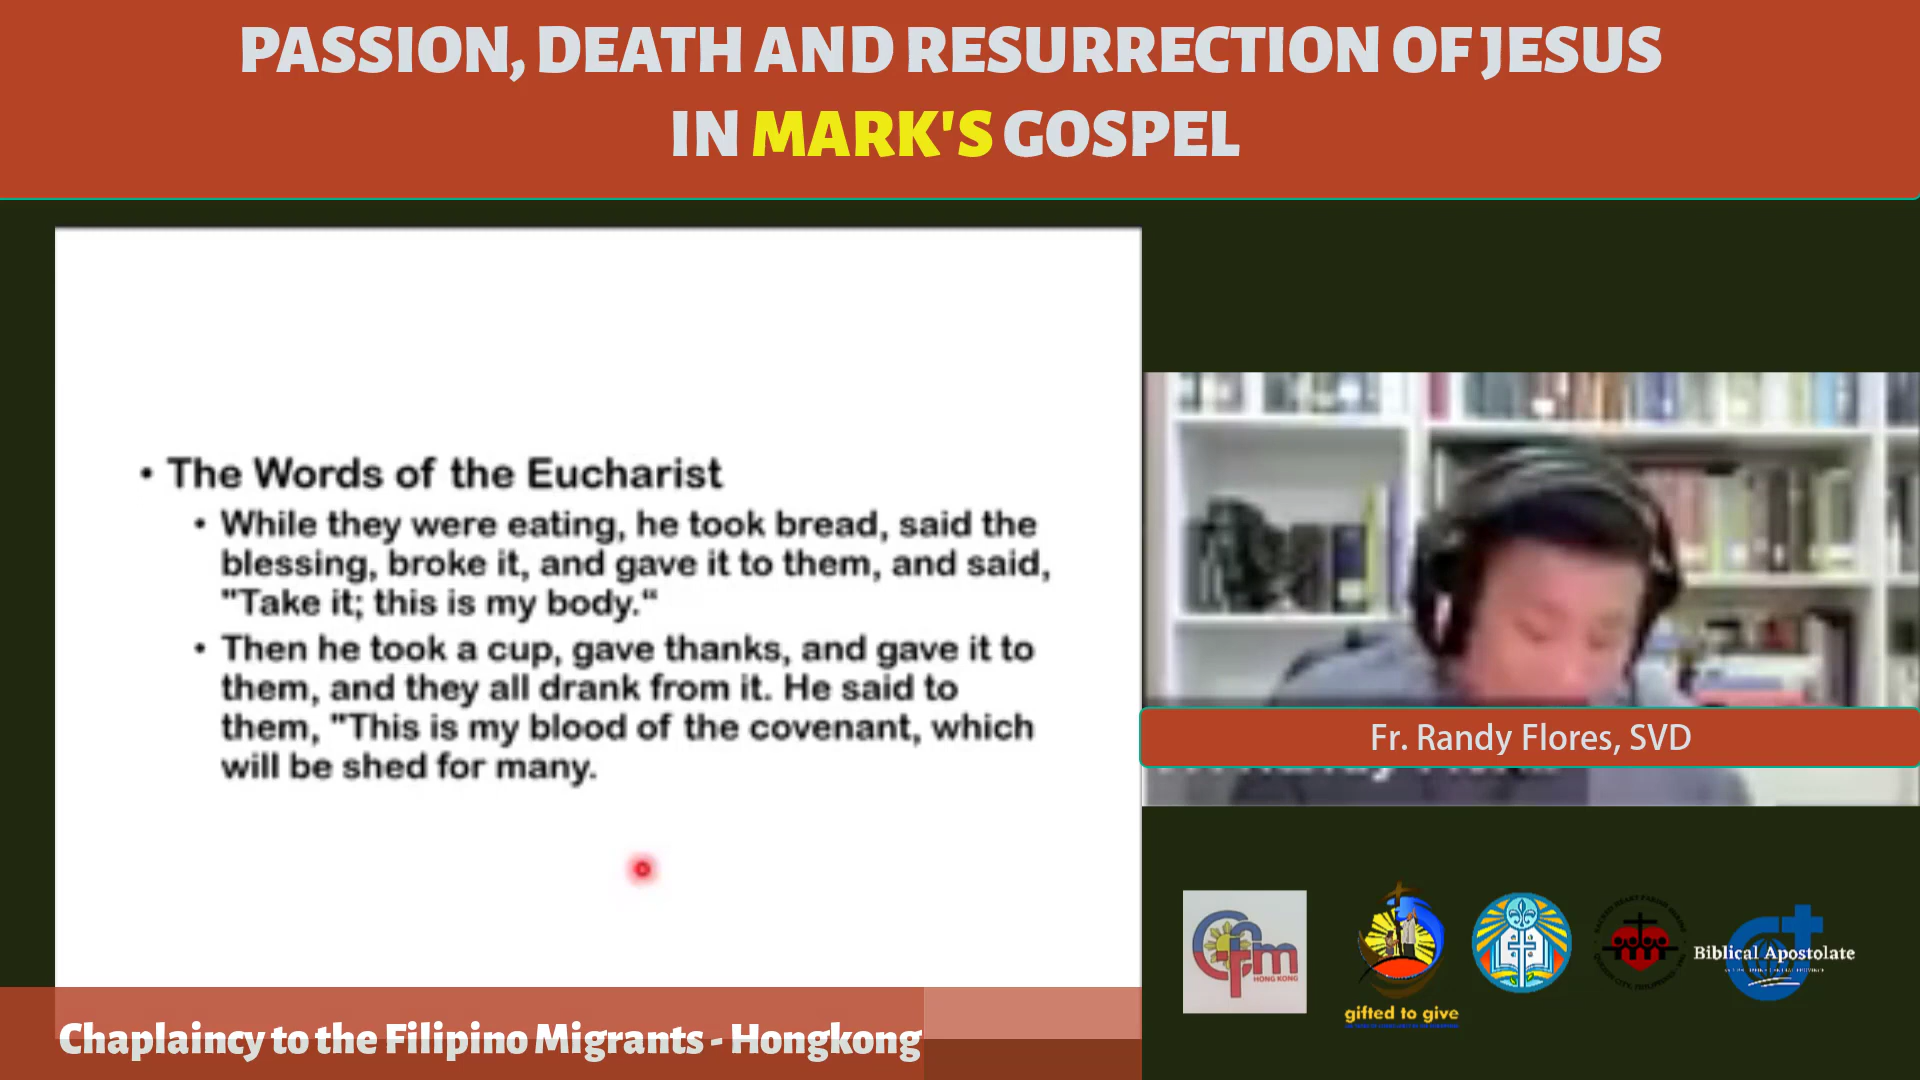 PASSION, DEATH AND RESURRECTION OF JESUS
IN MARK'S GOSPEL
• The Words of the Eucharist
• While they were eating, he took bread, said the
blessing, broke it, and gave it to them, and said,
"Take it; this is my body."
• Then he took a cup, gave thanks, and gave it to
them, and they all drank from it. He said to
them, "This is my blood of the covenant, which
will be shed for many.
Fr. Randy Flores, SVD
cfm
HONG KONG
gifted to give
Biblical Apostolate
Chaplaincy to the Filipino Migrants - Hongkong